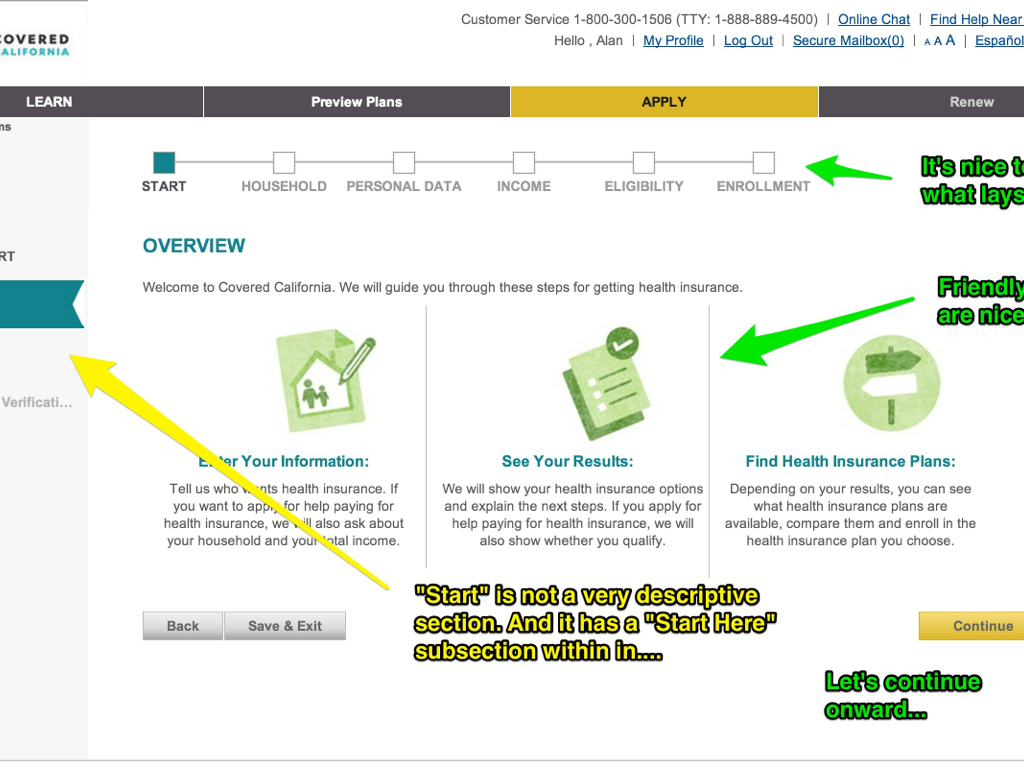 Customer Service 1-800-300-1506 (TTY: 1-888-889-4500) | Online Chat | Find Help Near
OVERED
ALIFORNIA
Hello , Alan | My Profile | Log Out | Secure Mailbox(0) | A A A | Español
LEARN Preview Plans APPLY Renew
ns
START HOUSEHOLD PERSONAL DATA INCOME ELIGIBILITY ENROLLMENT
It's nice t
what lays
OVERVIEW
RT
Welcome to Covered California. We will guide you through these steps for getting health insurance.
Friendly
are nice
Verificati...
Enter Your Information:
Tell us who wants health insurance. If
you want to apply for help paying for
health insurance, we will also ask about
your household and your total income.
See Your Results:
We will show your health insurance options
and explain the next steps. If you apply for
help paying for health insurance, we will
also show whether you qualify.
Find Health Insurance Plans:
Depending on your results, you can see
what health insurance plans are
available, compare them and enroll in the
health insurance plan you choose.
"Start" is not a very descriptive
section. And it has a "Start Here"
subsection within in....
Back Save & Exit Continue
Let's continue
onward...